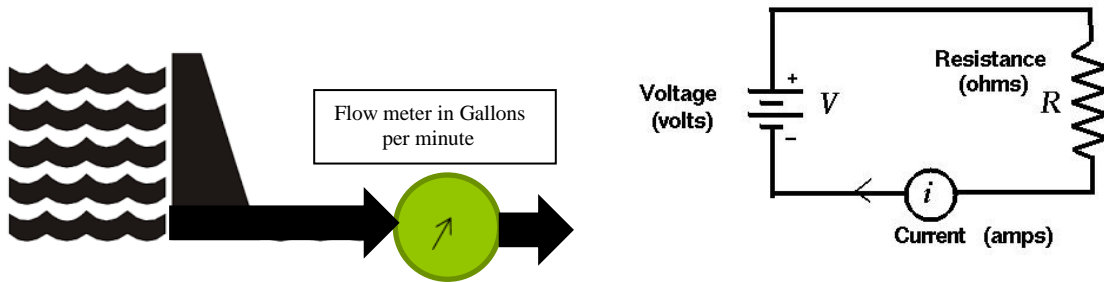 Flow meter in Gallons
per minute
Voltage
(volts)
+
V
−
Resistance
(ohms)
R
i
Current (amps)